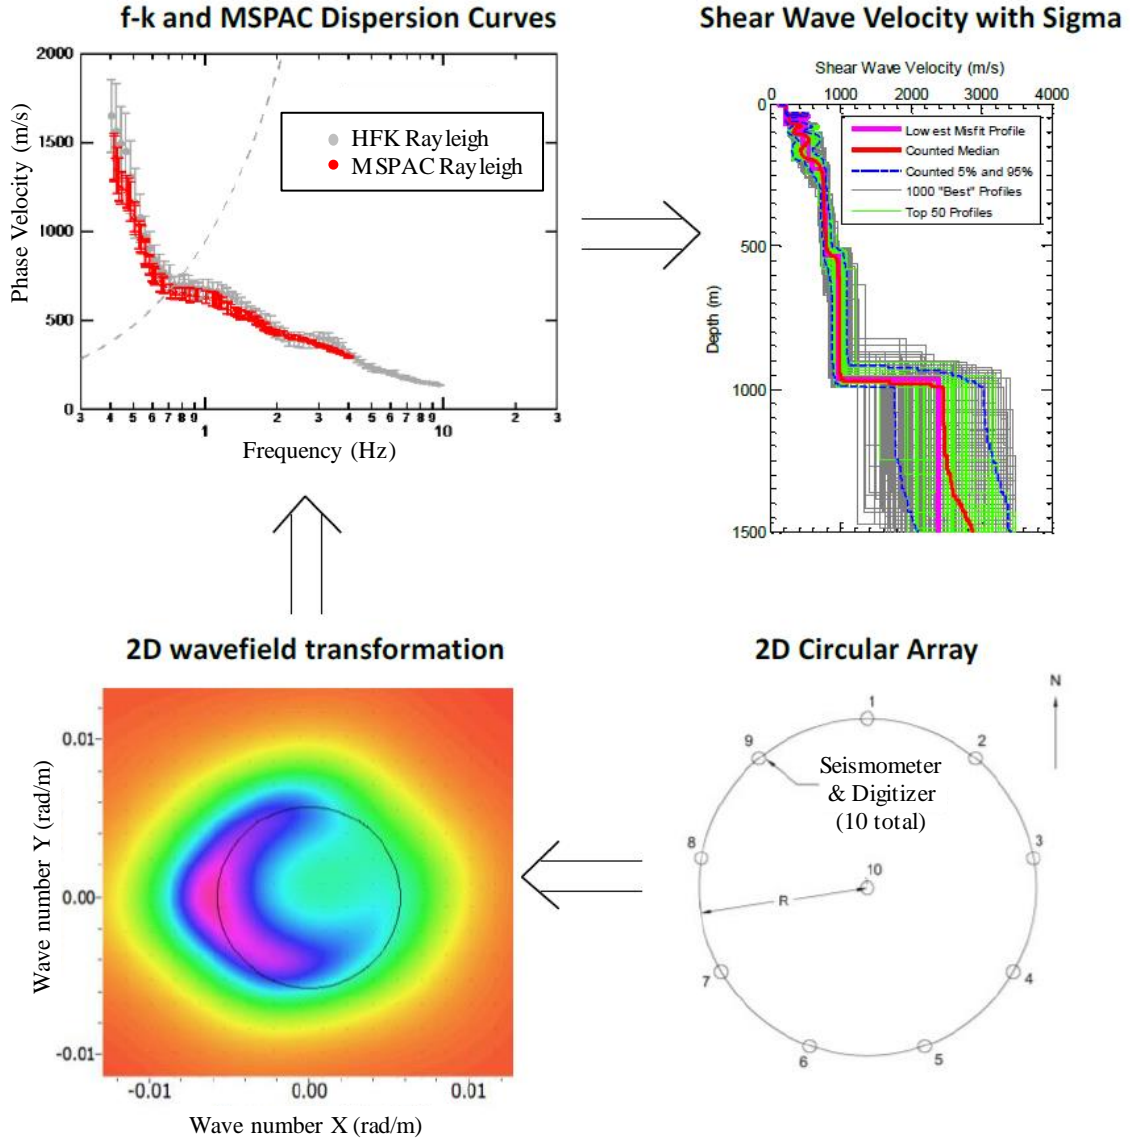 f-k and MSPAC Dispersion Curves
2000
1500
1000
500
0
Phase Velocity (m/s)
HFK Rayleigh
MSPAC Rayleigh
3 4 5 6 7 8 9 1 2 3 4 5 6 7 8 9 10 2 3
Frequency (Hz)
Shear Wave Velocity with Sigma
Shear Wave Velocity (m/s)
0 1000 2000 3000 4000
0
500
1000
1500
Depth (m)
Lowest Misfit Profile
Counted Median
Counted 5% and 95%
1000 "Best" Profiles
Top 50 Profiles
2D wavefield transformation
0.01
0.00
-0.01
Wave number Y (rad/m)
-0.01 0.00 0.01
Wave number X (rad/m)
2D Circular Array
N
1
2
3
4
5
6
7
8
9
10
R
Seismometer
& Digitizer
(10 total)